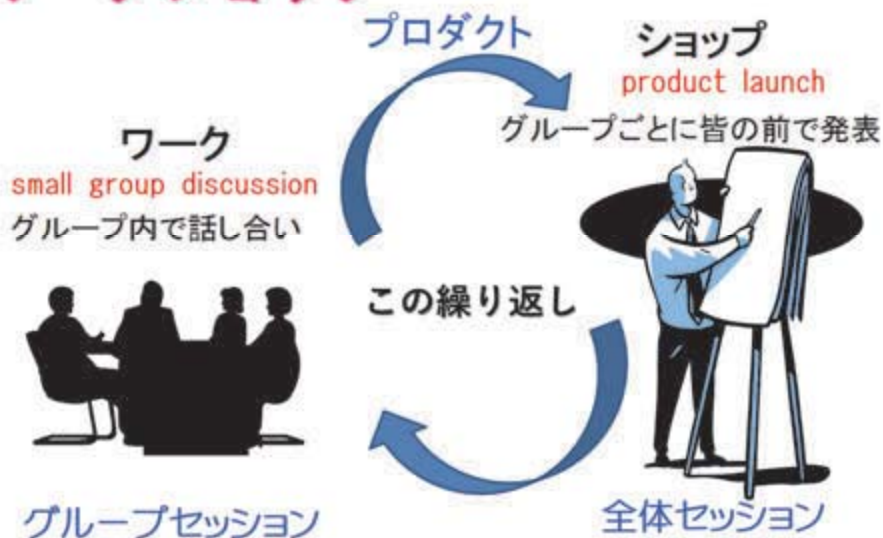 プロダクト
ショップ
product launch
グループごとに皆の前で発表
ワーク
small group discussion
グループ内で話し合い
この繰り返し
グループセッション
全体セッション